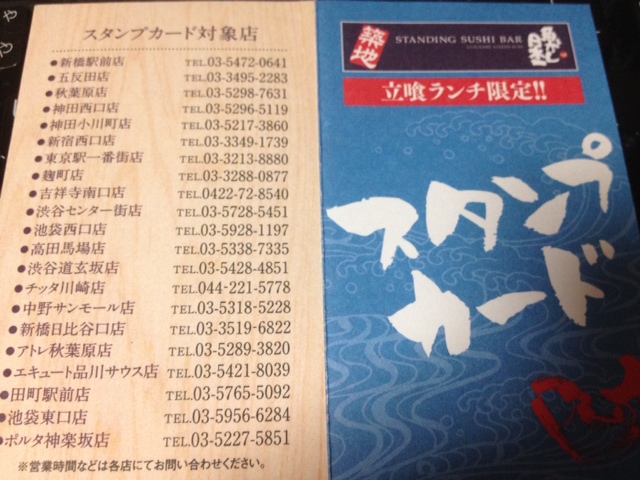 スタンプカード対象店
●新橋駅前店 TEL.03-5472-0641
●五反田店 TEL.03-3495-2283
●秋葉原店 TEL.03-5298-7631
●神田西口店 TEL.03-5296-5119
●神田小川町店 TEL.03-5217-3860
●新宿西口店 TEL.03-3349-1739
●東京駅一番街店 TEL.03-3213-8880
●麹町店 TEL.03-3288-0877
●吉祥寺南口店 TEL.0422-72-8540
●渋谷センター街店 TEL.03-5728-5451
●池袋西口店 TEL.03-5928-1197
●高田馬場店 TEL.03-5338-7335
●渋谷道玄坂店 TEL.03-5428-4851
●チッタ川崎店 TEL.044-221-5778
●中野サンモール店 TEL.03-5318-5228
●新橋日比谷口店 TEL.03-3519-6822
●アトレ秋葉原店 TEL.03-5289-3820
●エキュート品川サウス店 TEL.03-5421-8039
●田町駅前店 TEL.03-5765-5092
●池袋東口店 TEL.03-5956-6284
●ポルタ神楽坂店 TEL.03-5227-5851
※営業時間などは各店にてお問い合わせください。
築地
STANDING SUSHI BAR
立喰ランチ限定!!
スタンプ
カード